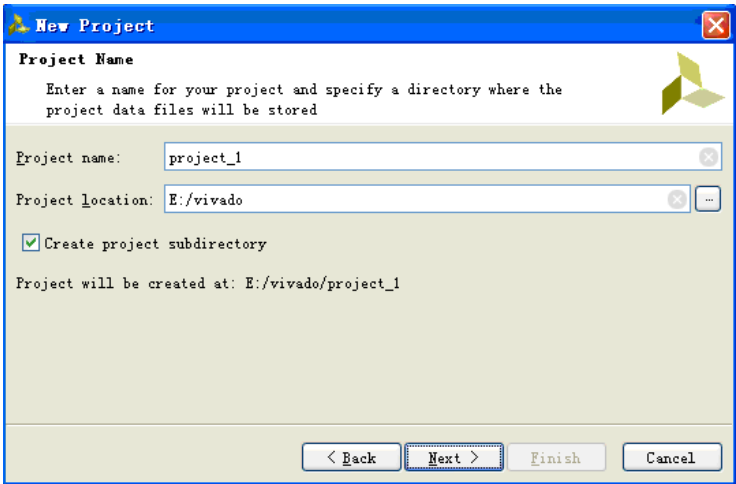 New Project
Project Name
Enter a name for your project and specify a directory where the
project data files will be stored
Project name: project_1
Project location: E:/vivado ...
Create project subdirectory
Project will be created at: E:/vivado/project_1
< Back Next > Finish Cancel